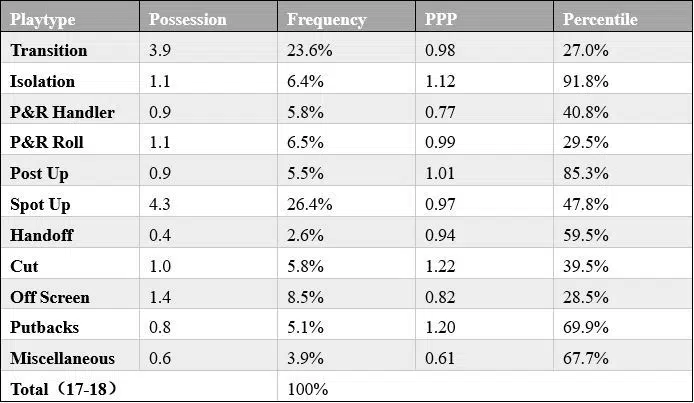 Playtype Possession Frequency PPP Percentile
Transition 3.9 23.6% 0.98 27.0%
Isolation 1.1 6.4% 1.12 91.8%
P&R Handler 0.9 5.8% 0.77 40.8%
P&R Roll 1.1 6.5% 0.99 29.5%
Post Up 0.9 5.5% 1.01 85.3%
Spot Up 4.3 26.4% 0.97 47.8%
Handoff 0.4 2.6% 0.94 59.5%
Cut 1.0 5.8% 1.22 39.5%
Off Screen 1.4 8.5% 0.82 28.5%
Putbacks 0.8 5.1% 1.20 69.9%
Miscellaneous 0.6 3.9% 0.61 67.7%
Total（17-18） 100%